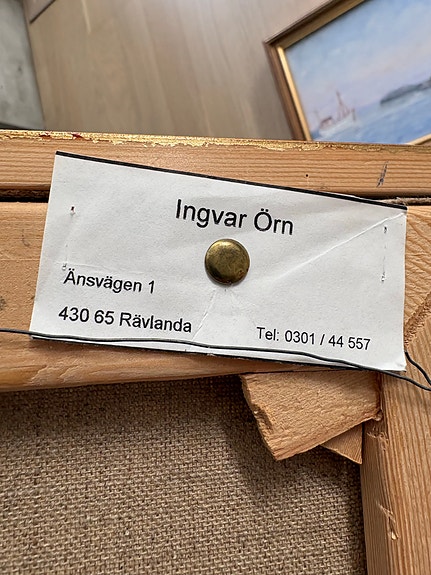 Ingvar Örn
Änsvägen 1
430 65 Rävlanda
Tel: 0301 / 44 557